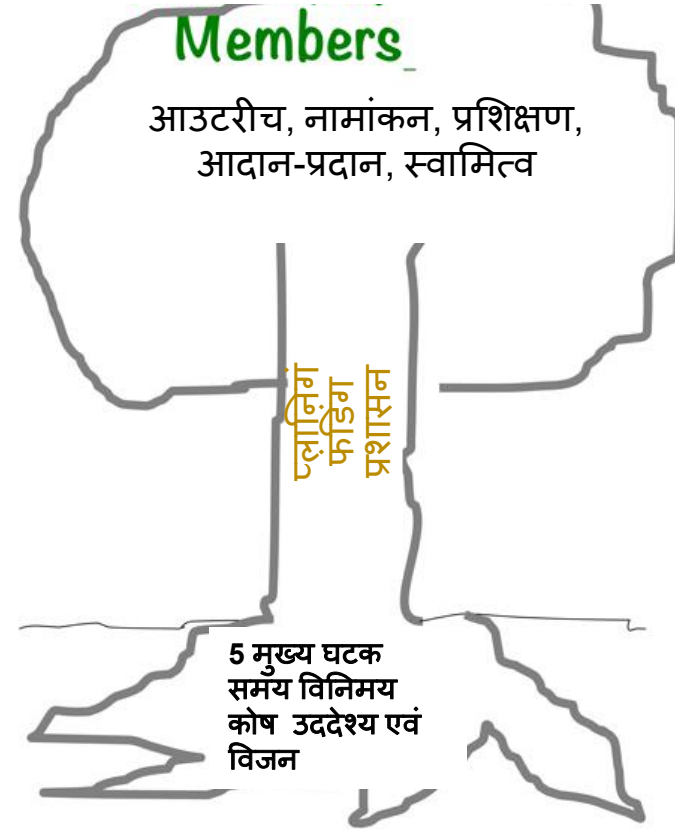 Members
आउटरीच, नामांकन, प्रशिक्षण,
आदान-प्रदान, स्वामित्व
प्लानिंग
फंडिंग
प्रशासन
5 मुख्य घटक
समय विनिमय
कोष उददेश्य एवं
विजन